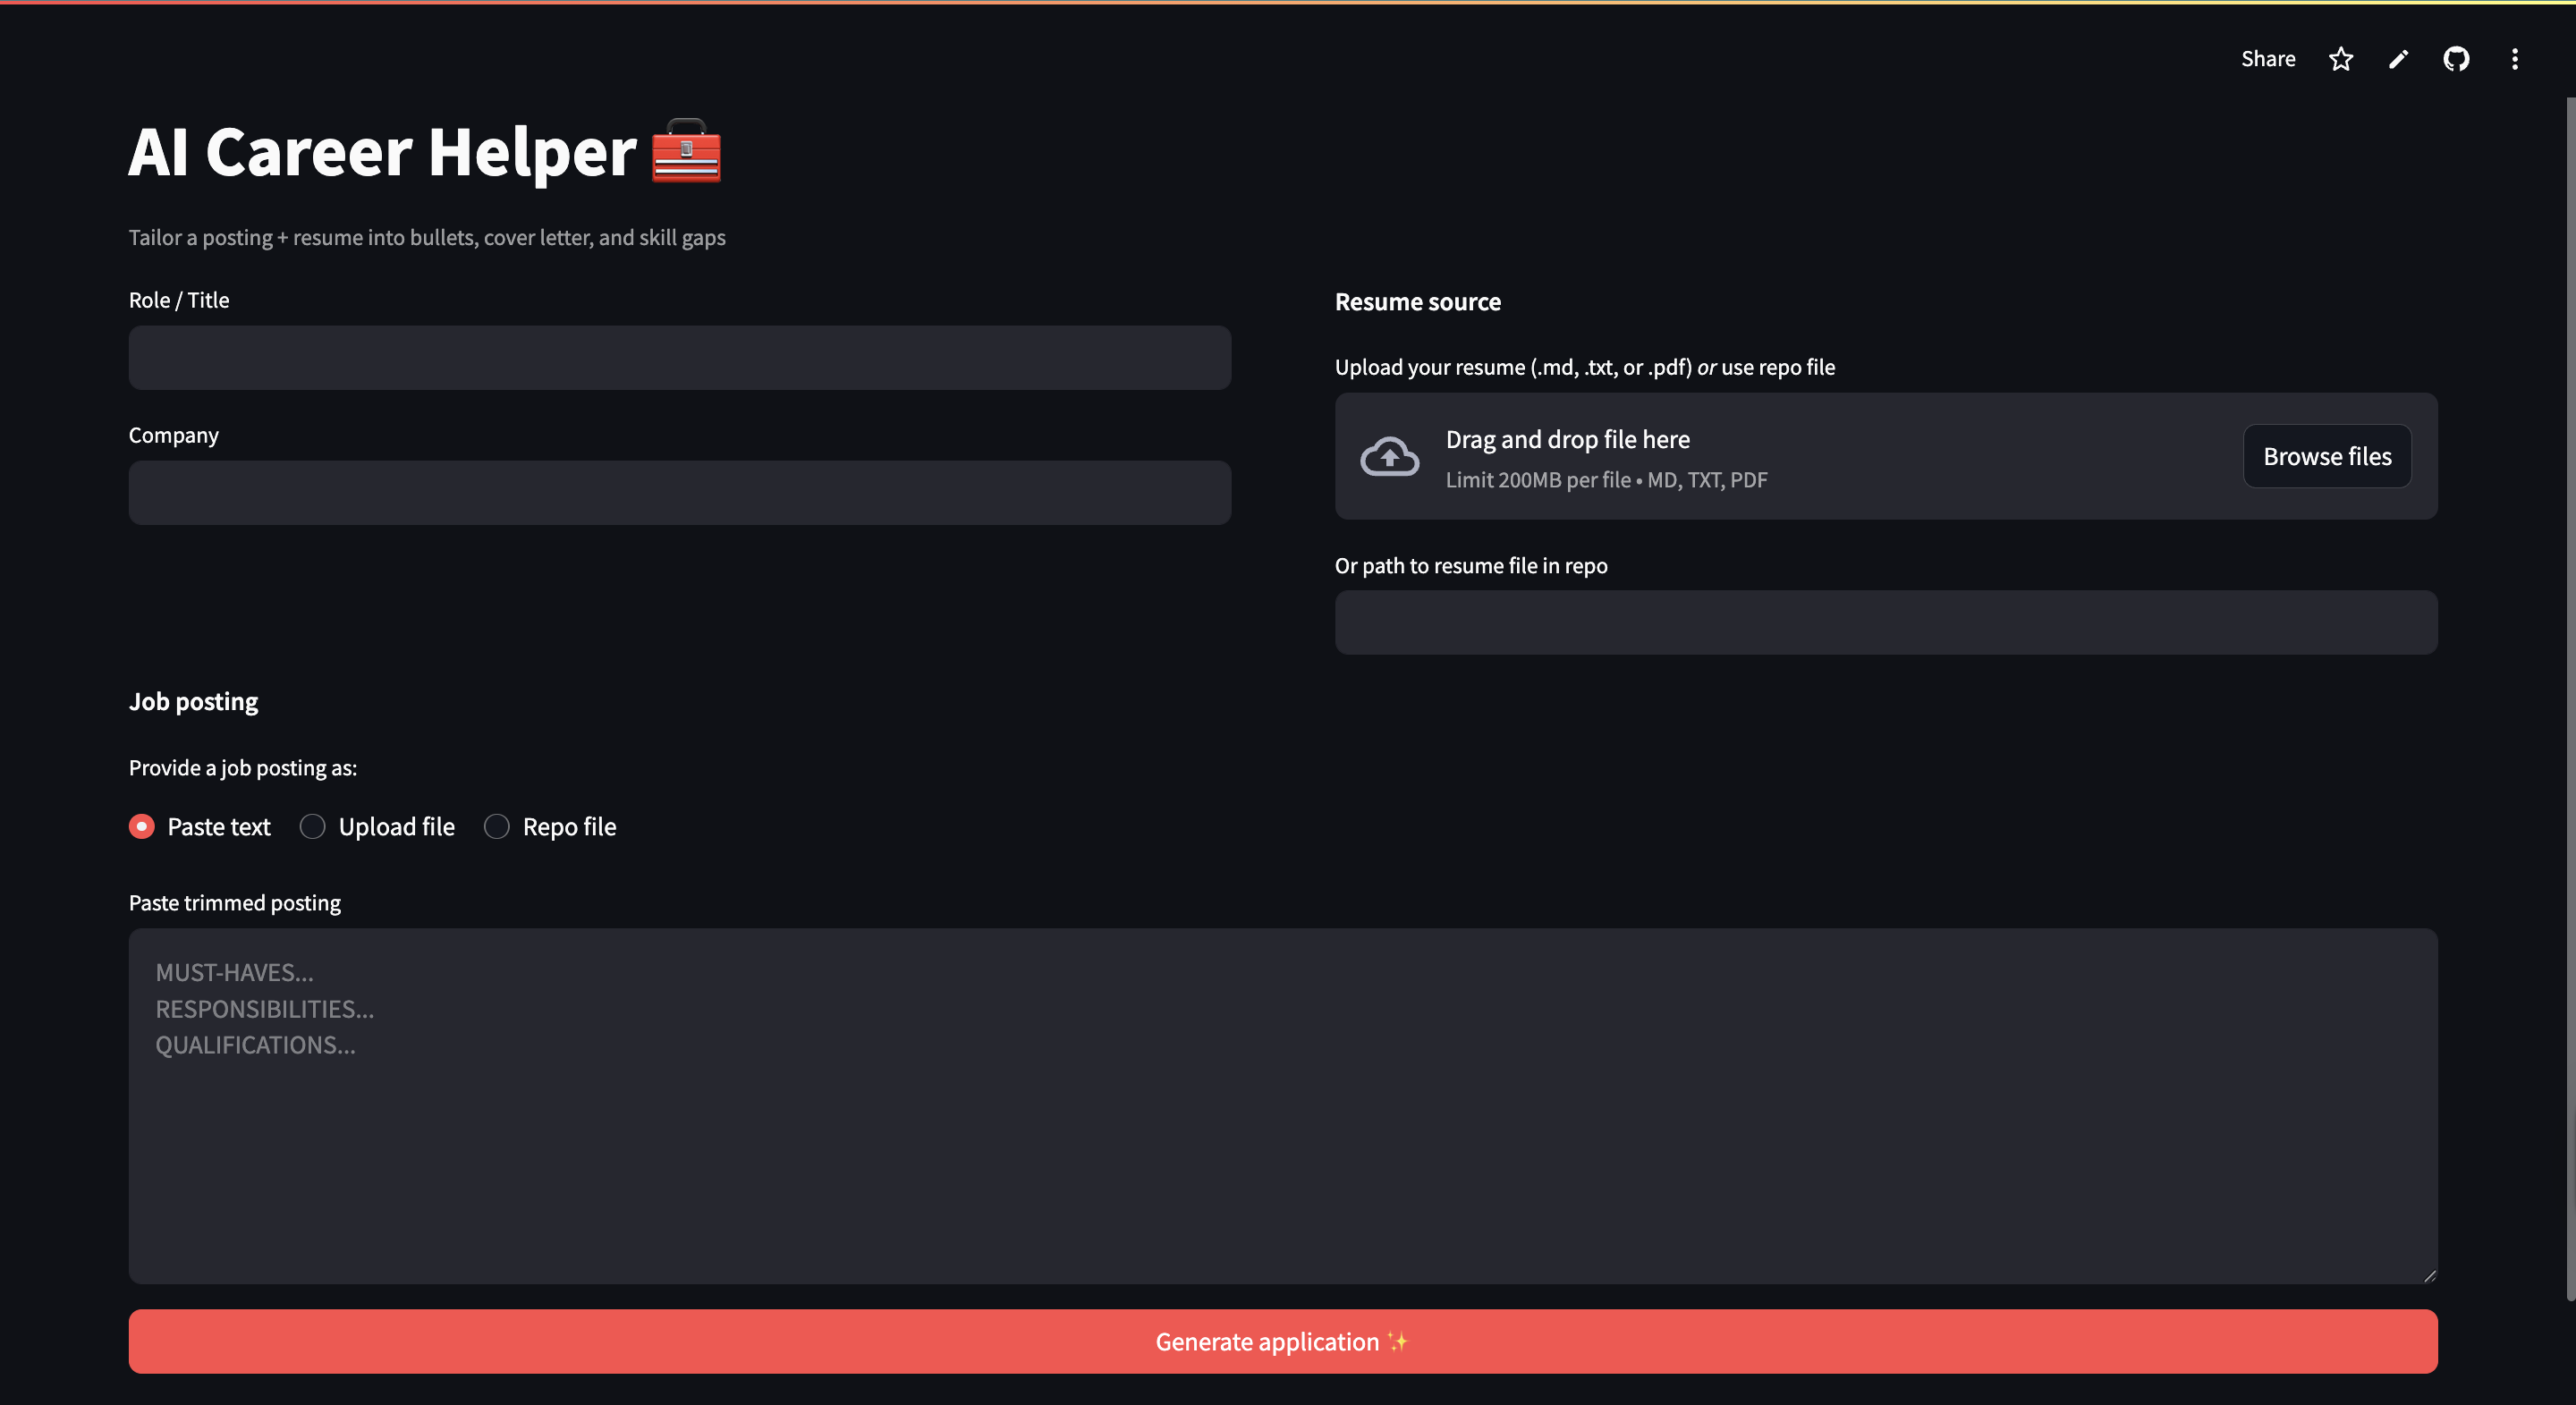 Share
AI Career Helper
Tailor a posting + resume into bullets, cover letter, and skill gaps
Role / Title
Company
Resume source
Upload your resume (.md, .txt, or .pdf) or use repo file
Drag and drop file here
Limit 200MB per file • MD, TXT, PDF
Browse files
Or path to resume file in repo
Job posting
Provide a job posting as:
Paste text
Upload file
Repo file
Paste trimmed posting
MUST-HAVES...
RESPONSIBILITIES...
QUALIFICATIONS...
Generate application ✨